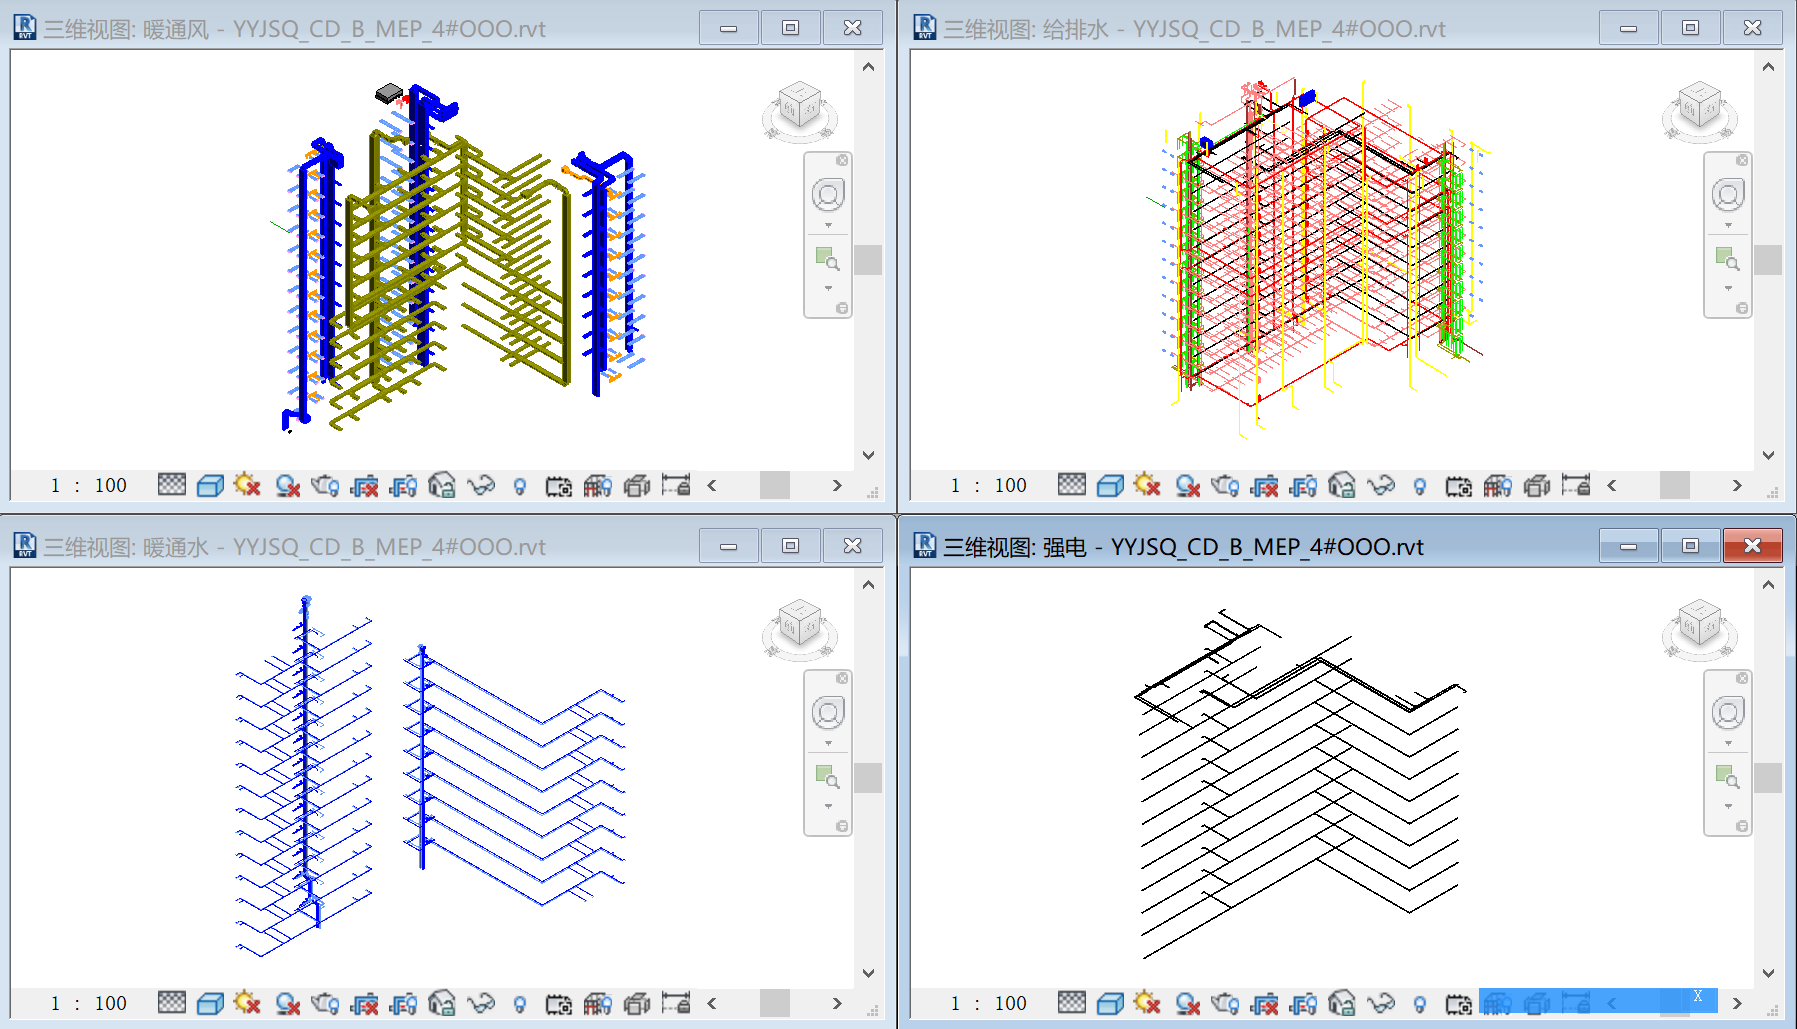 三维视图: 暖通风 - YYJSQ_CD_B_MEP_4#OOO.rvt
三维视图: 给排水 - YYJSQ_CD_B_MEP_4#OOO.rvt
1 : 100
1 : 100
三维视图: 暖通水 - YYJSQ_CD_B_MEP_4#OOO.rvt
三维视图: 强电 - YYJSQ_CD_B_MEP_4#OOO.rvt
1 : 100
1 : 100
X